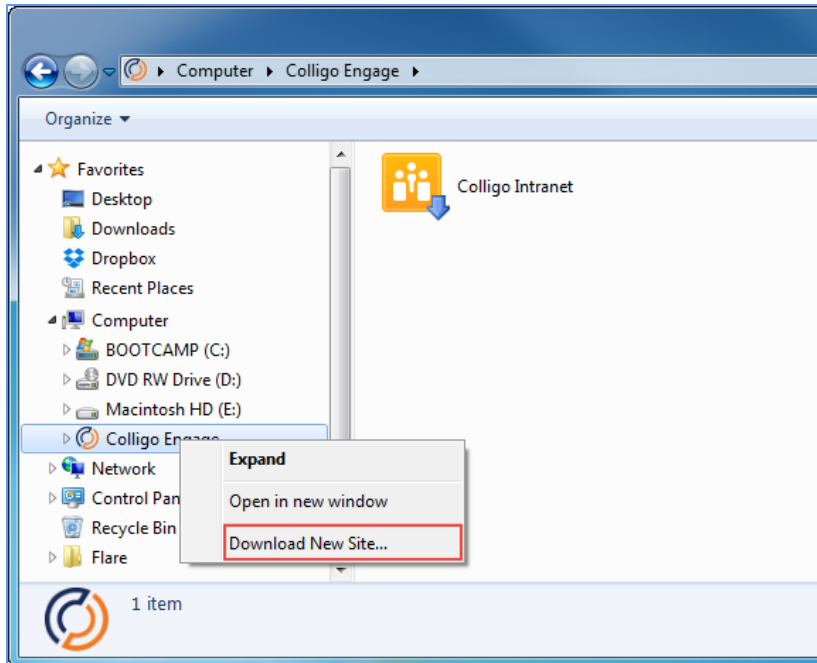 Computer ▸ Colligo Engage ▸
Organize
Favorites
Desktop
Downloads
Dropbox
Recent Places
Computer
BOOTCAMP (C:)
DVD RW Drive (D:)
Macintosh HD (E:)
Colligo Engage
Network
Control Pan
Recycle Bin
Flare
Expand
Open in new window
Download New Site...
Colligo Intranet
1 item